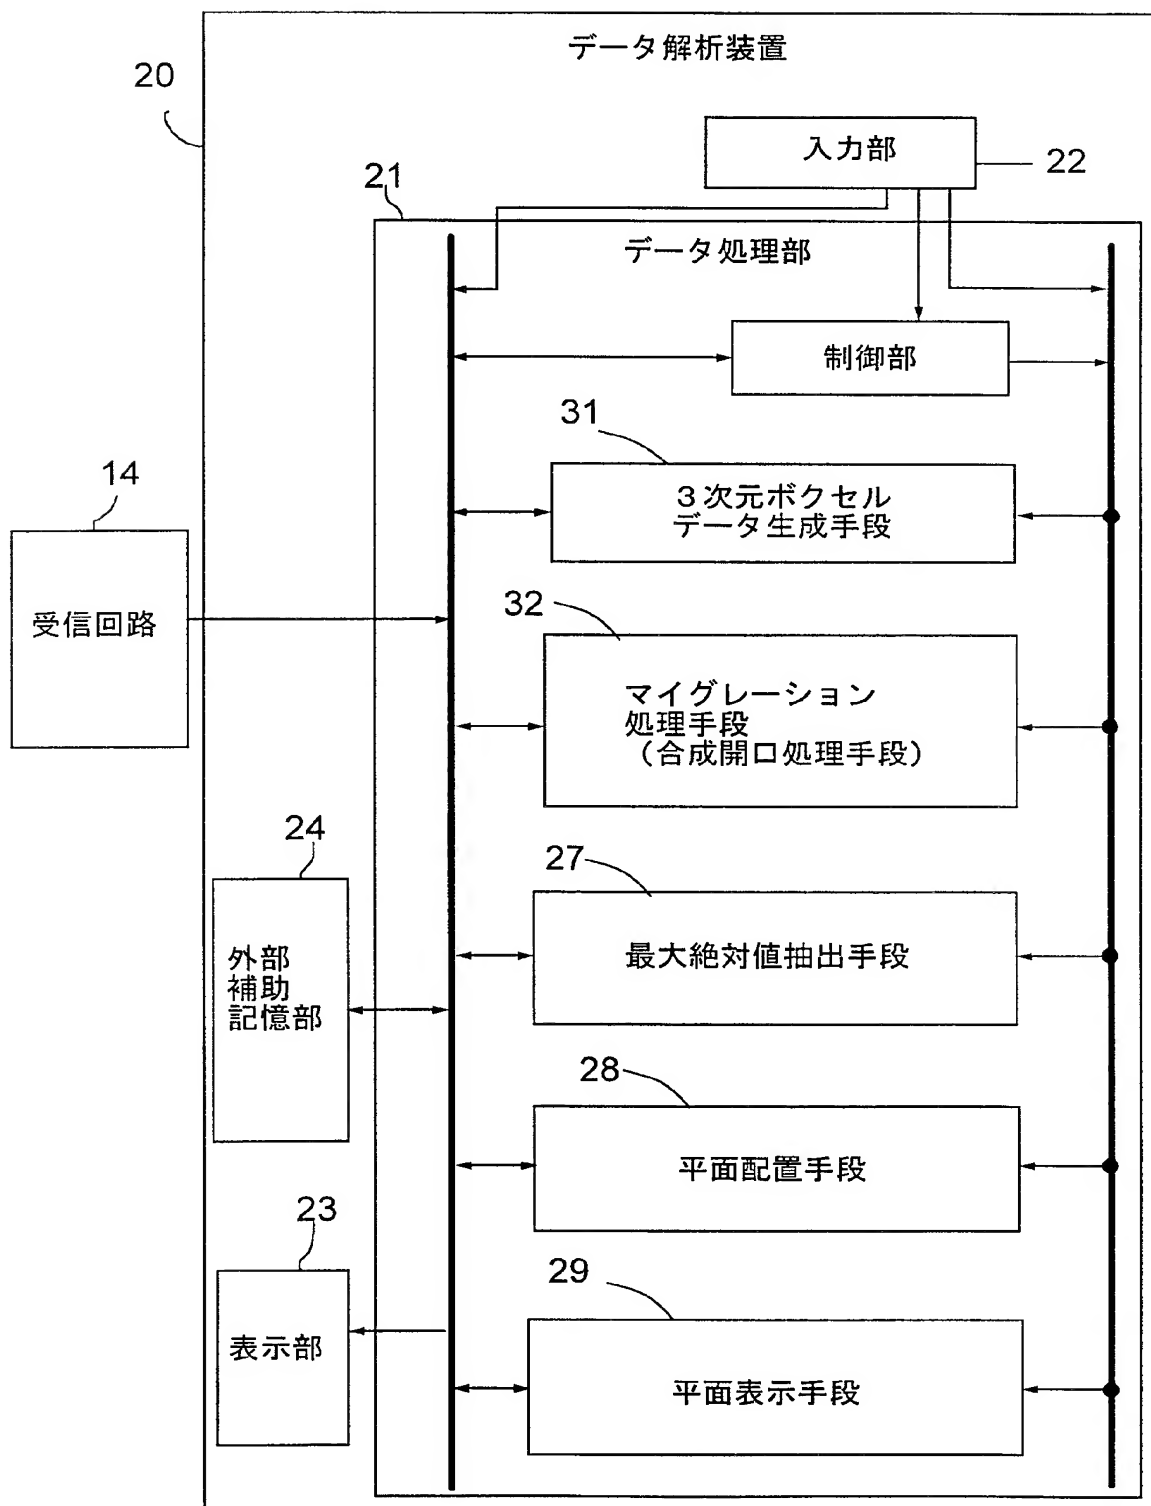 データ解析装置
20
入力部
22
21
データ処理部
制御部
31
3次元ボクセル
データ生成手段
14
受信回路
32
マイグレーション
処理手段
(合成開口処理手段)
24
外部
補助
記憶部
27
最大絶対値抽出手段
28
平面配置手段
23
表示部
29
平面表示手段